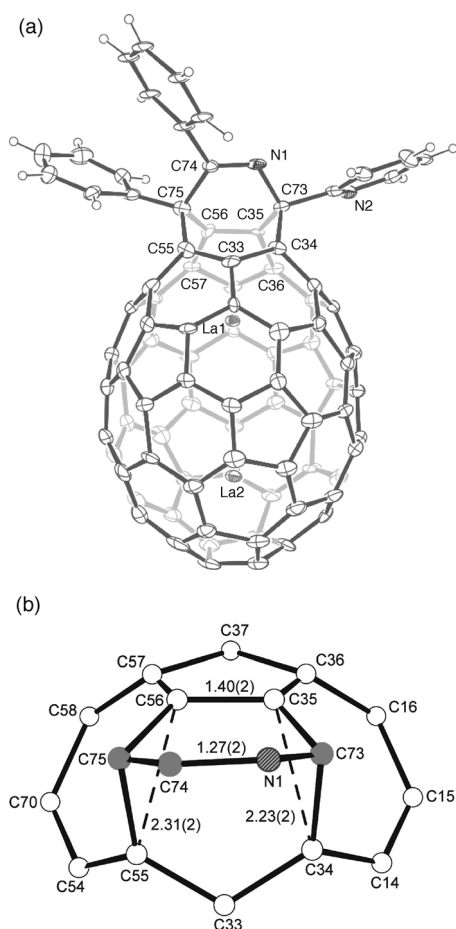 (a)
C74
N1
C75
C73
C56
C35
N2
C55
C33
C34
C57
C36
La1
La2
(b)
C37
C57
C36
C56
1.40(2)
C35
C58
C16
C75
1.27(2)
C73
C74
N1
C70
C15
2.31(2)
2.23(2)
C55
C34
C54
C14
C33